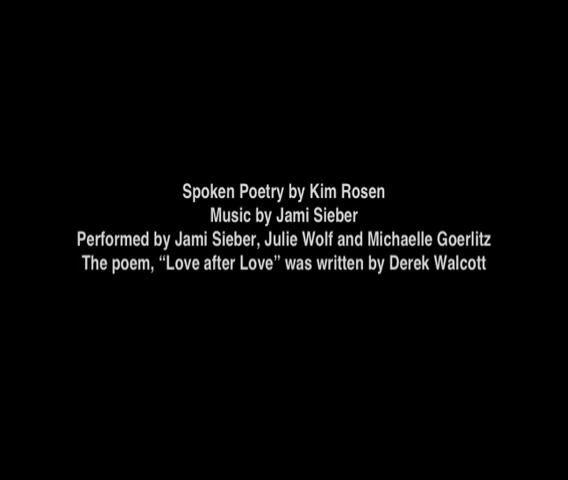 Spoken Poetry by Kim Rosen
Music by Jami Sieber
Performed by Jami Sieber, Julie Wolf and Michaelle Goerlitz
The poem, “Love after Love” was written by Derek Walcott